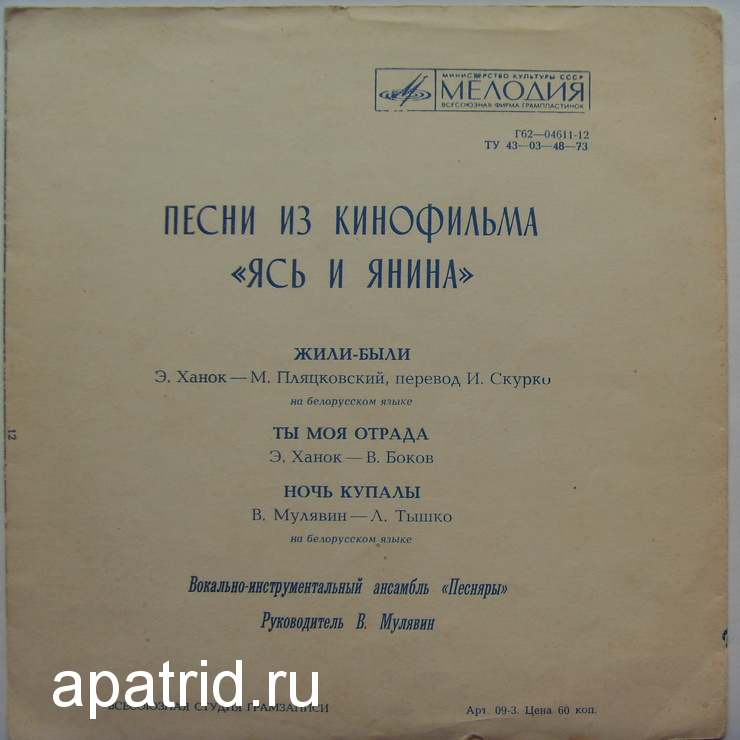 МИНИСТЕРСТВО КУЛЬТУРЫ СССР
МЕЛОДИЯ
ВСЕСОЮЗНАЯ ФИРМА ГРАМПЛАСТИНОК
Г62—04611-12
ТУ 43—03—48—73
ПЕСНИ ИЗ КИНОФИЛЬМА
«ЯСЬ И ЯНИНА»
ЖИЛИ-БЫЛИ
Э. Ханок — М. Пляцковский, перевод И. Скурко
на белорусском языке
ТЫ МОЯ ОТРАДА
Э. Ханок — В. Боков
НОЧЬ КУПАЛЫ
В. Мулявин — Л. Тышко
на белорусском языке
12
Вокально-инструментальный ансамбль «Песняры»
Руководитель В. Мулявин
apatrid.ru
ВСЕСОЮЗНАЯ СТУДИЯ ГРАМЗАПИСИ
Арт. 09-3. Цена 60 коп.